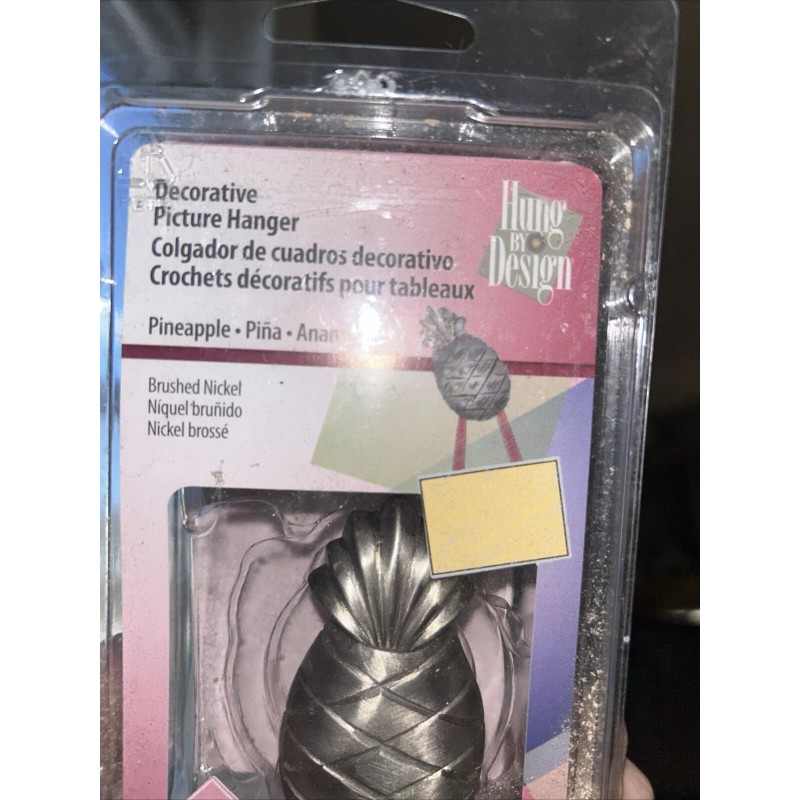 Decorative
Picture Hanger
Colgador de cuadros decorativo
Crochets décoratifs pour tableaux
Pineapple • Piña •
Hung
BY
Design
Brushed Nickel
Níquel bruñido
Nickel brossé